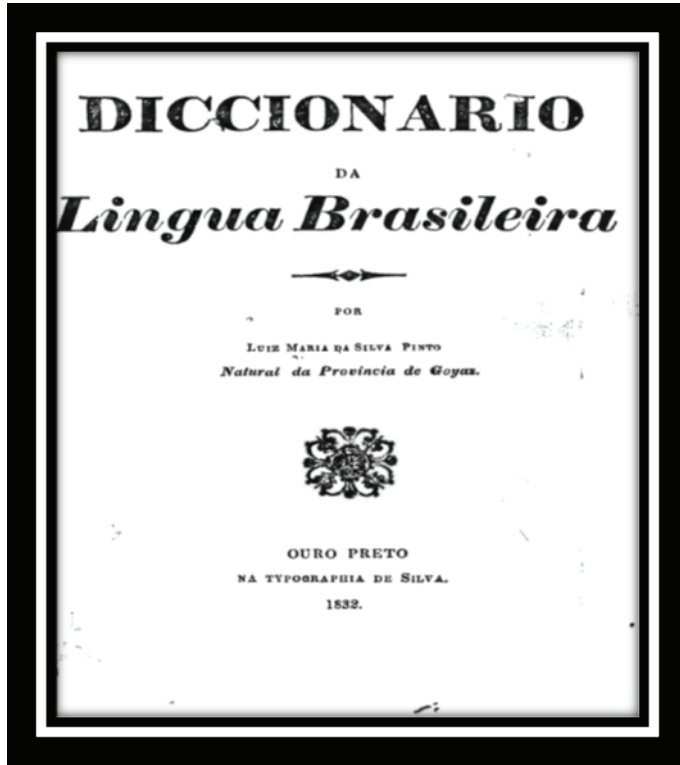 DICCIONARIO
DA
Lingua Brasileira
POR
LUIZ MARIA DA SILVA PINTO
Natural da Provincia de Goyaz.
OURO PRETO
NA TYPOGRAPHIA DE SILVA.
1832.